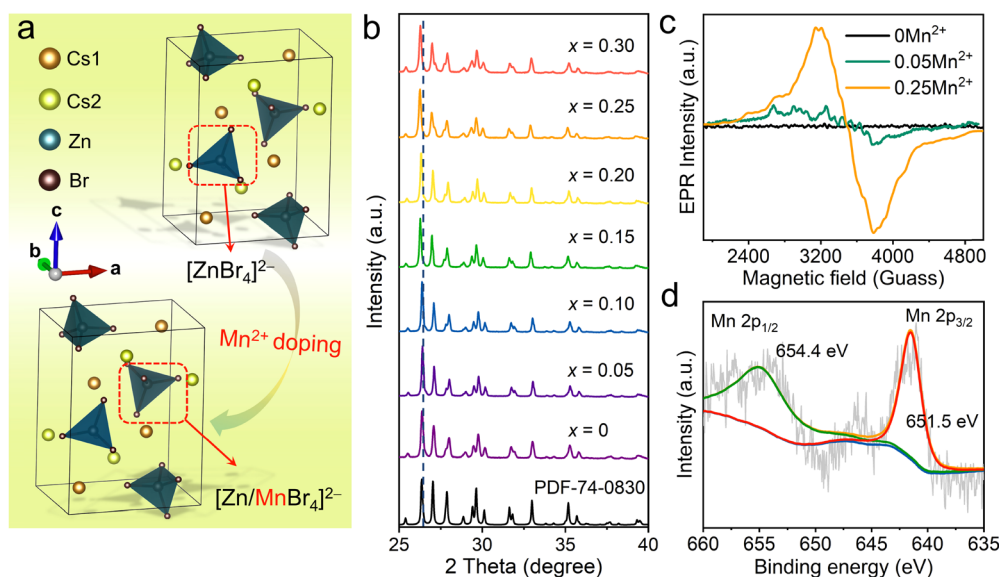 a
Cs1
Cs2
Zn
Br
c
b
a
[ZnBr₄]²⁻
Mn²⁺ doping
[Zn/MnBr₄]²⁻
b
Intensity (a.u.)
x = 0.30
x = 0.25
x = 0.20
x = 0.15
x = 0.10
x = 0.05
x = 0
PDF-74-0830
25 30 35 40
2 Theta (degree)
c
EPR Intensity (a.u.)
0Mn²⁺
0.05Mn²⁺
0.25Mn²⁺
2400 3200 4000 4800
Magnetic field (Guass)
d
Intensity (a.u.)
Mn 2p₁/₂
Mn 2p₃/₂
654.4 eV
651.5 eV
660 655 650 645 640 635
Binding energy (eV)